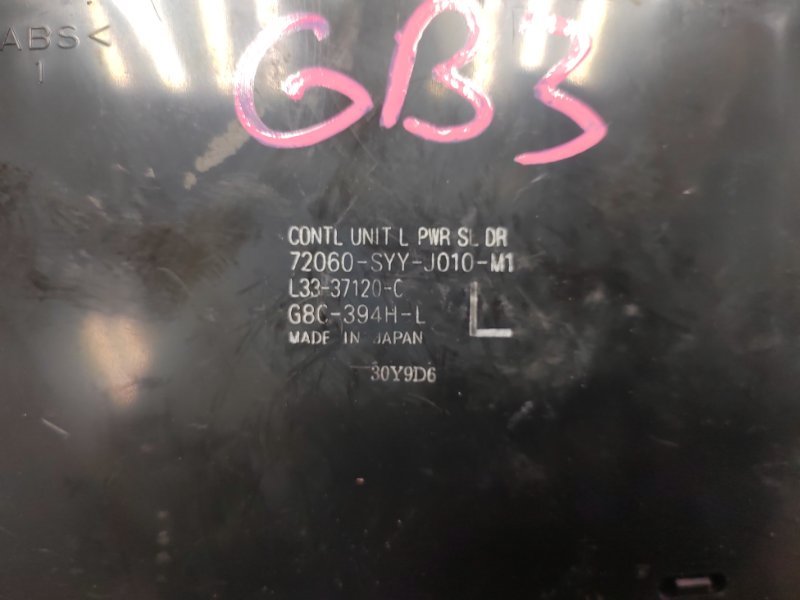 GB3
ABS<
1
CONTL UNIT L PWR SL DR
72060-SYY-J010-M1
L33-37120-C
G8C-394H-L
L
MADE IN JAPAN
30Y9D6